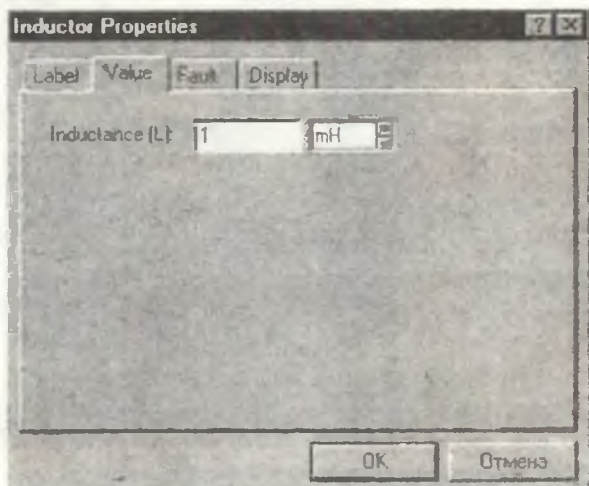 Inductor Properties ? ×
Label Value Fault Display
Inductance (L): 1 mH
OK Отмена